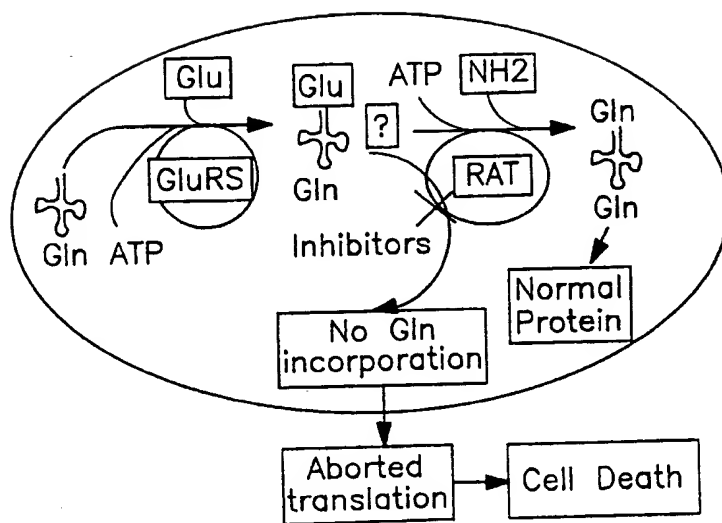 Glu
GluRS
Gln ATP
Glu
?
Gln
ATP
NH2
RAT
Inhibitors
Gln
Gln
Normal
Protein
No Gln
incorporation
Aborted
translation
Cell Death